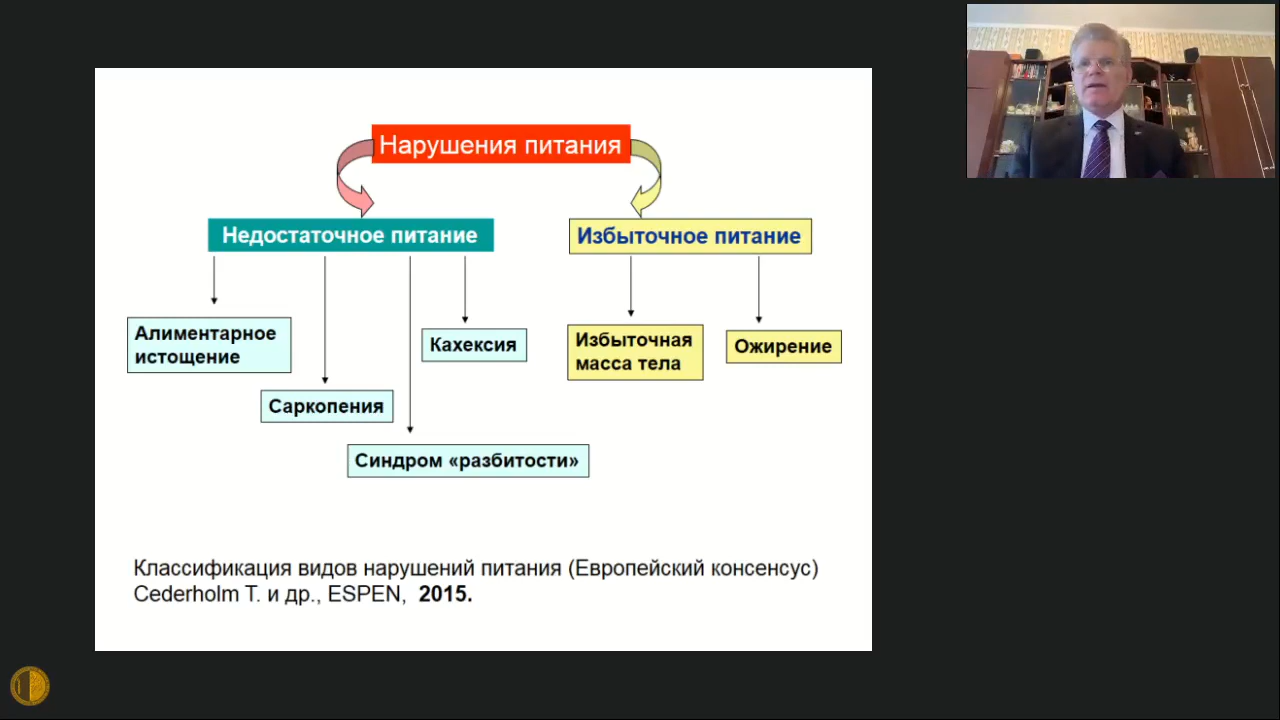 Нарушения питания
Недостаточное питание
Избыточное питание
Алиментарное
истощение
Саркопения
Синдром «разбитости»
Кахексия
Избыточная
масса тела
Ожирение
Классификация видов нарушений питания (Европейский консенсус)
Cederholm T. и др., ESPEN, 2015.